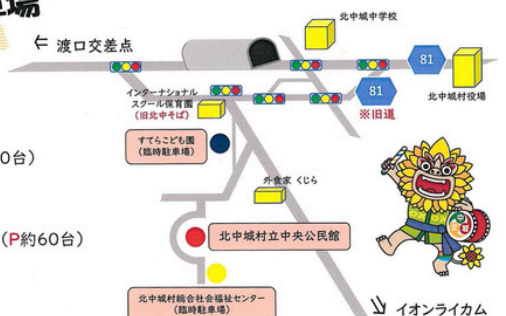 場
← 渡口交差点
北中城中学校
81
北中城村役場
インターナショナル
スクール保育園
(旧北中そば)
81
※旧道
0台)
すてらこども園
(臨時駐車場)
外食家 くじら
(P約60台)
北中城村立中央公民館
北中城村総合社会福祉センター
(臨時駐車場)
イオンライカム